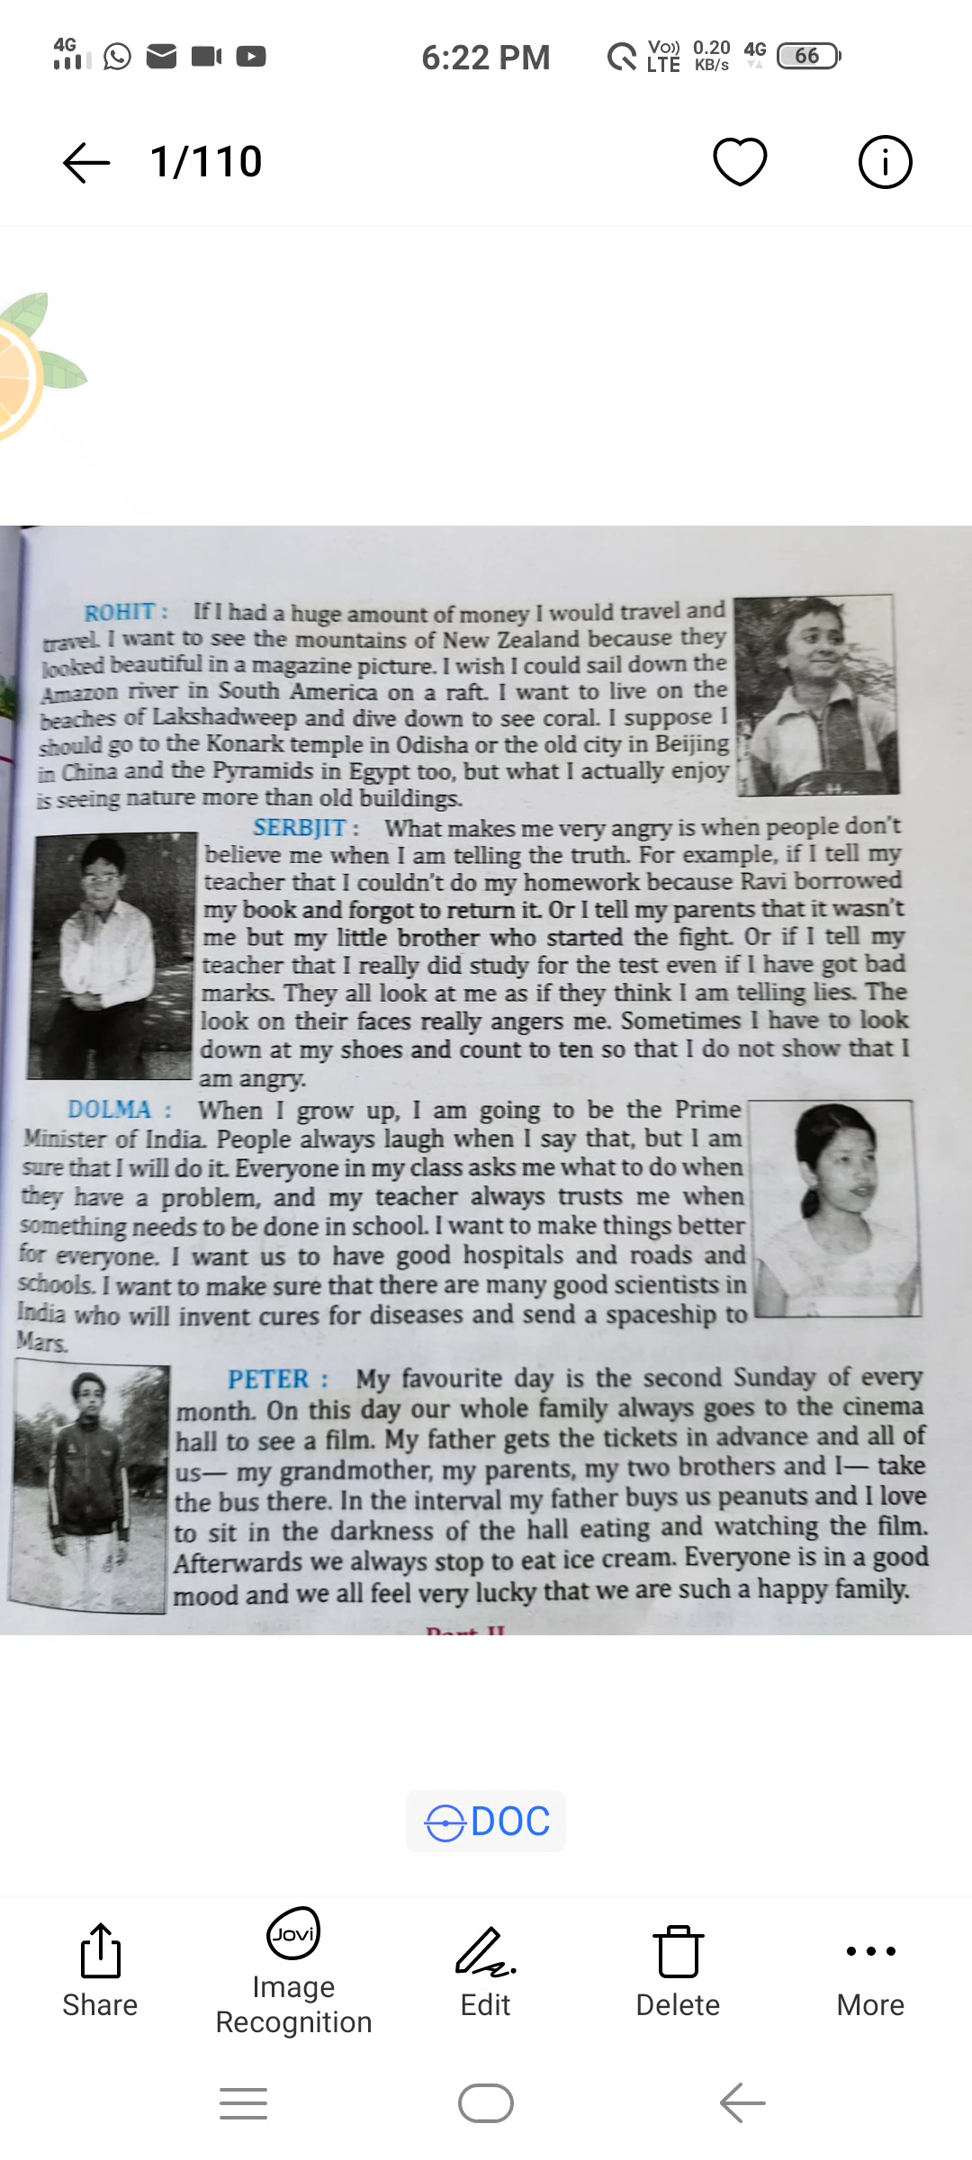 4G 6:22 PM Vo)) LTE 0.20 KB/s 4G 66
1/110
ROHIT : If I had a huge amount of money I would travel and
travel. I want to see the mountains of New Zealand because they
looked beautiful in a magazine picture. I wish I could sail down the
Amazon river in South America on a raft. I want to live on the
beaches of Lakshadweep and dive down to see coral. I suppose I
should go to the Konark temple in Odisha or the old city in Beijing
in China and the Pyramids in Egypt too, but what I actually enjoy
is seeing nature more than old buildings.
SERBJIT : What makes me very angry is when people don't
believe me when I am telling the truth. For example, if I tell my
teacher that I couldn't do my homework because Ravi borrowed
my book and forgot to return it. Or I tell my parents that it wasn't
me but my little brother who started the fight. Or if I tell my
teacher that I really did study for the test even if I have got bad
marks. They all look at me as if they think I am telling lies. The
look on their faces really angers me. Sometimes I have to look
down at my shoes and count to ten so that I do not show that I
am angry.
DOLMA : When I grow up, I am going to be the Prime
Minister of India. People always laugh when I say that, but I am
sure that I will do it. Everyone in my class asks me what to do when
they have a problem, and my teacher always trusts me when
something needs to be done in school. I want to make things better
for everyone. I want us to have good hospitals and roads and
schools. I want to make sure that there are many good scientists in
India who will invent cures for diseases and send a spaceship to
Mars.
PETER : My favourite day is the second Sunday of every
month. On this day our whole family always goes to the cinema
hall to see a film. My father gets the tickets in advance and all of
us— my grandmother, my parents, my two brothers and I— take
the bus there. In the interval my father buys us peanuts and I love
to sit in the darkness of the hall eating and watching the film.
Afterwards we always stop to eat ice cream. Everyone is in a good
mood and we all feel very lucky that we are such a happy family.
Part II
DOC
Jovi
Share Image Recognition Edit Delete More